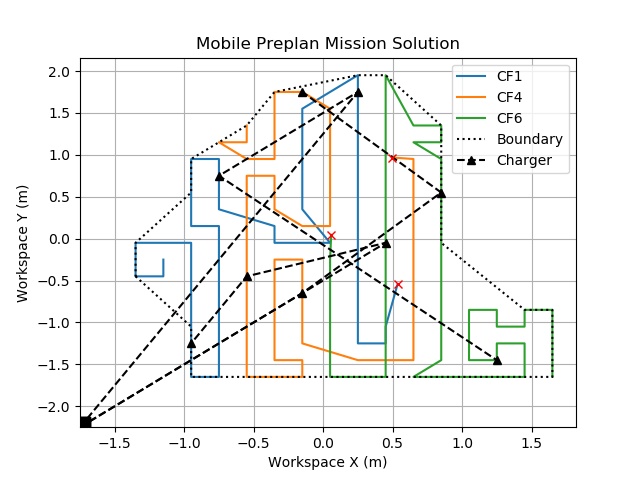 Mobile Preplan Mission Solution
CF1
CF4
CF6
Boundary
Charger
2.0
1.5
1.0
0.5
0.0
−0.5
−1.0
−1.5
−2.0
Workspace Y (m)
−1.5 −1.0 −0.5 0.0 0.5 1.0 1.5
Workspace X (m)